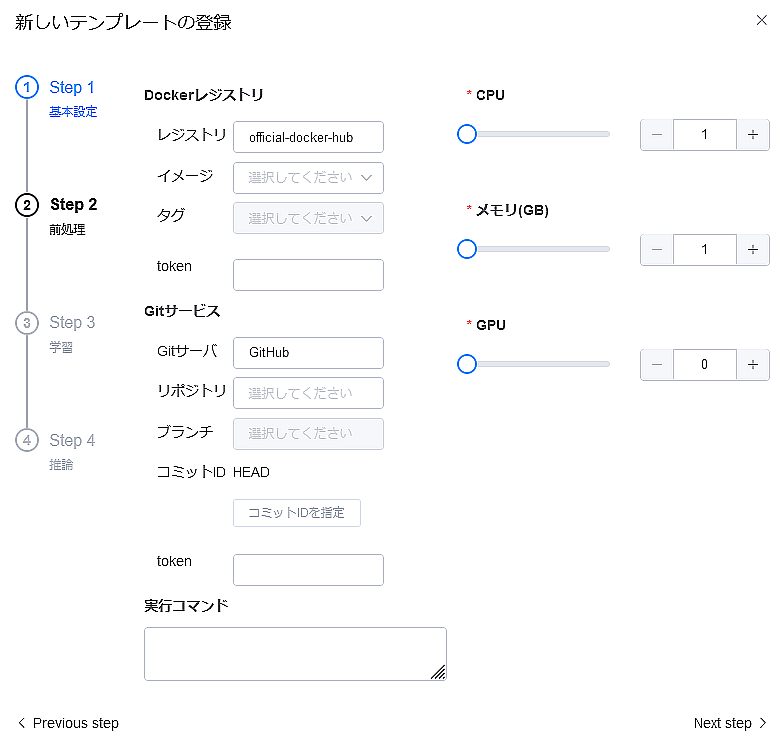 新しいテンプレートの登録
1 Step 1
基本設定
2 Step 2
前処理
3 Step 3
学習
4 Step 4
推論
Dockerレジストリ
レジストリ official-docker-hub
イメージ 選択してください
タグ 選択してください
token
Gitサービス
Gitサーバ GitHub
リポジトリ 選択してください
ブランチ 選択してください
コミットID HEAD
コミットIDを指定
token
実行コマンド
* CPU
1
* メモリ(GB)
1
* GPU
0
Previous step
Next step